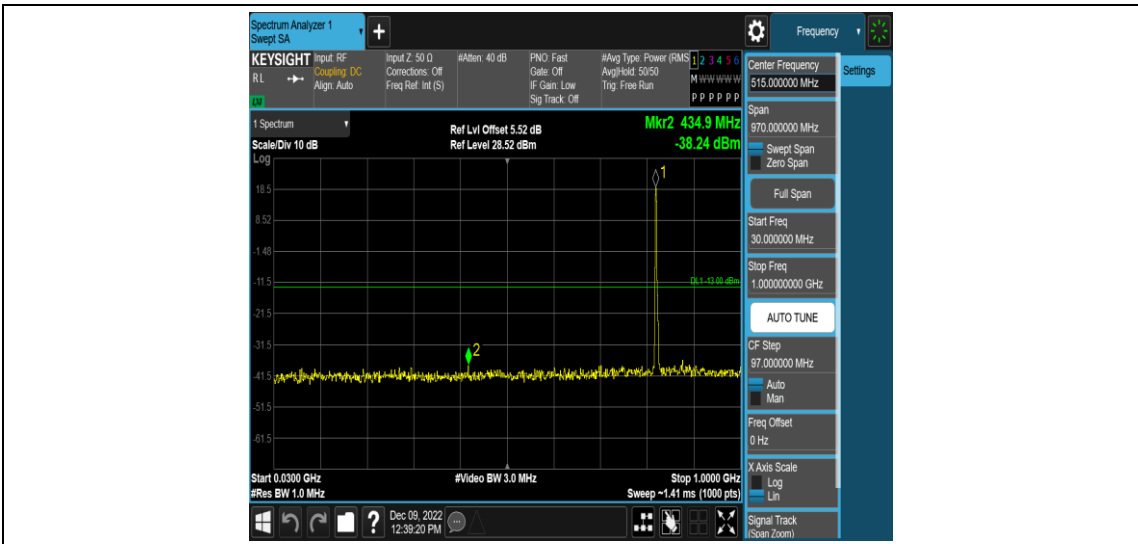 Spectrum Analyzer 1
Swept SA
+
Frequency
KEYSIGHT
RL
LXI
Input: RF
Coupling: DC
Align: Auto
Input Z: 50 Ω
Corrections: Off
Freq Ref: Int (S)
#Atten: 40 dB
PNO: Fast
Gate: Off
IF Gain: Low
Sig Track: Off
#Avg Type: Power (RMS
Avg|Hold: 50/50
Trig: Free Run
1 2 3 4 5 6
M W W W W W
P P P P P P
1 Spectrum
Scale/Div 10 dB
Log
Ref Lvl Offset 5.52 dB
Ref Level 28.52 dBm
Mkr2 434.9 MHz
-38.24 dBm
1
18.5
8.52
-1.48
DL1 -13.00 dBm
-11.5
-21.5
-31.5
2
-41.5
-51.5
-61.5
Start 0.0300 GHz
#Res BW 1.0 MHz
#Video BW 3.0 MHz
Stop 1.0000 GHz
Sweep ~1.41 ms (1000 pts)
?
Dec 09, 2022
12:39:20 PM
Center Frequency
515.000000 MHz
Settings
Span
970.000000 MHz
Swept Span
Zero Span
Full Span
Start Freq
30.000000 MHz
Stop Freq
1.000000000 GHz
AUTO TUNE
CF Step
97.000000 MHz
Auto
Man
Freq Offset
0 Hz
X Axis Scale
Log
Lin
Signal Track
(Span Zoom)